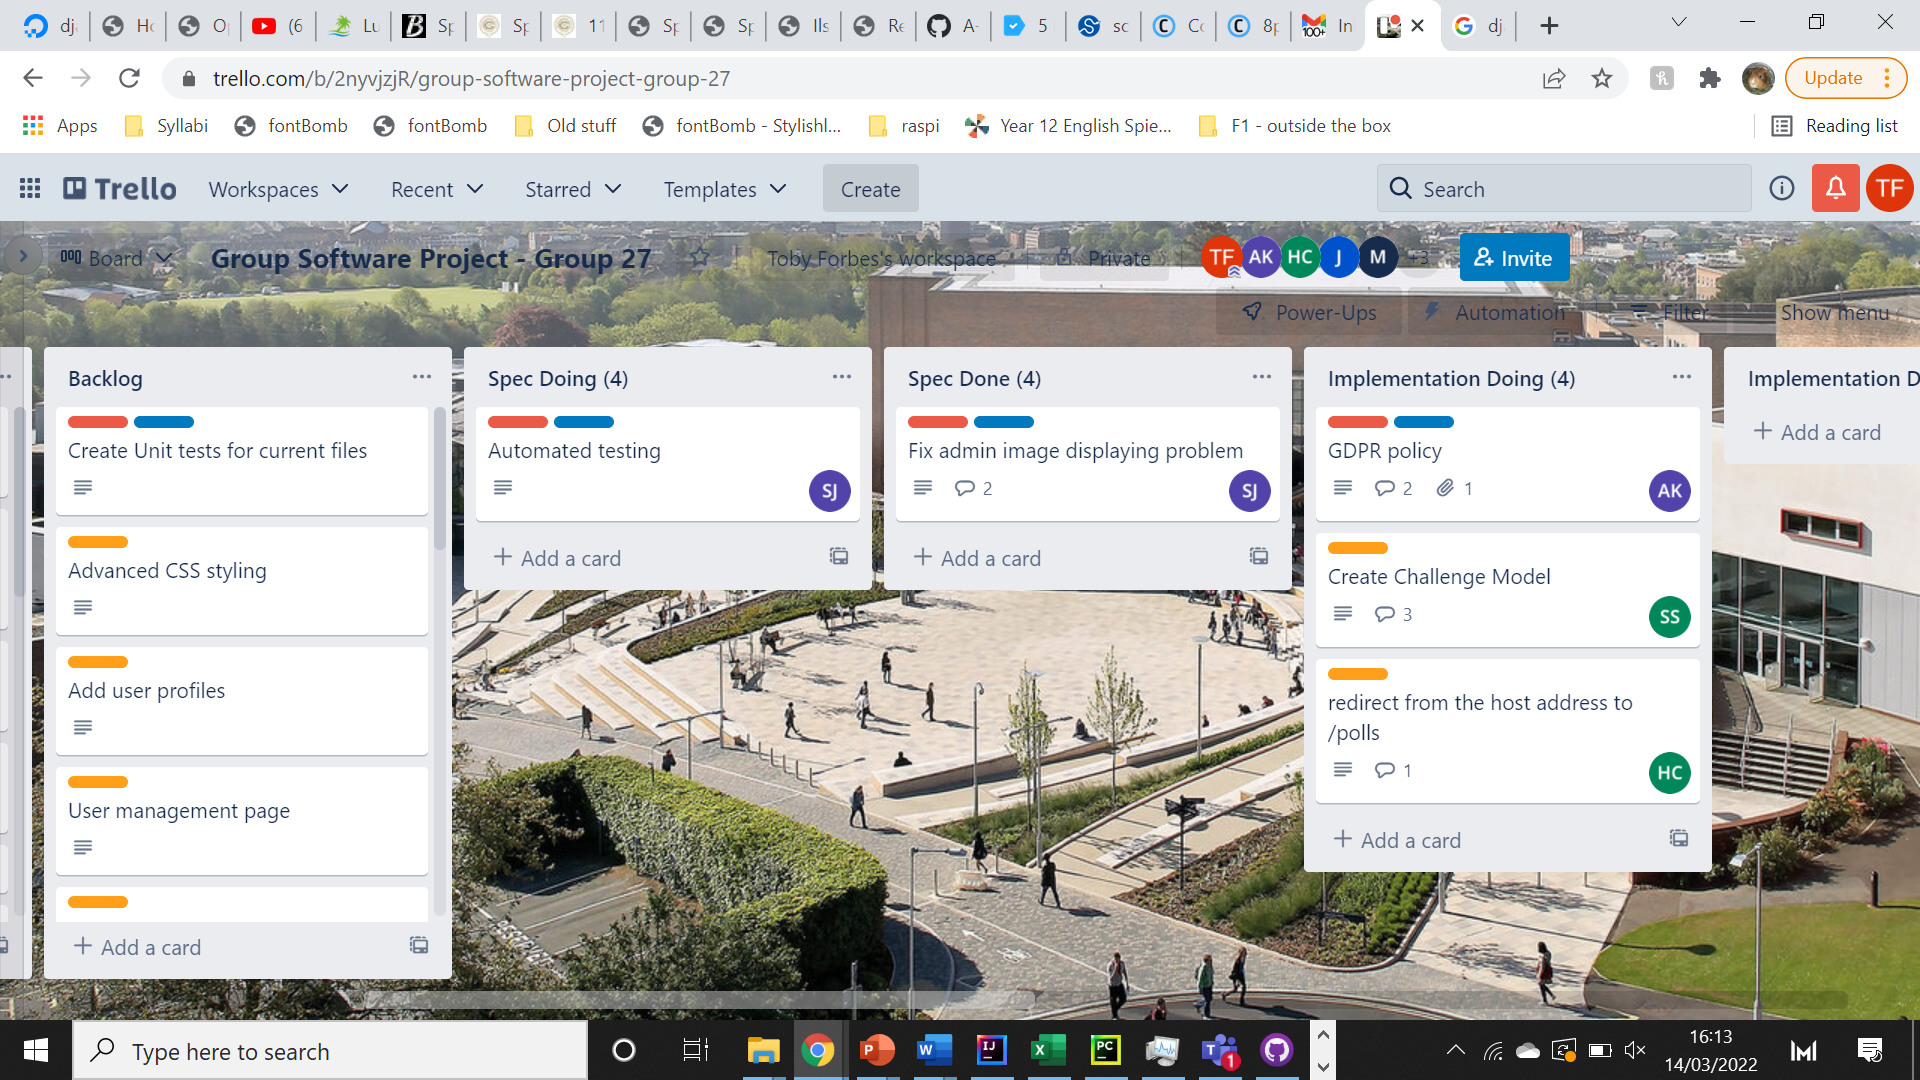 dj
Ho
Op
(6
Lu
Sp
Sp
11
Sp
Sp
Ils
Re
A-
5
sc
Co
8p
100+
In
dj
trello.com/b/2nyvjzjR/group-software-project-group-27
Update
Apps
Syllabi
fontBomb
fontBomb
Old stuff
fontBomb - Stylishl...
raspi
Year 12 English Spie...
F1 - outside the box
Reading list
Trello
Workspaces
Recent
Starred
Templates
Create
Search
TF
Board
Group Software Project - Group 27
Toby Forbes's workspace
Private
TF
AK
HC
J
M
+3
Invite
Power-Ups
Automation
Filter
Show menu
Backlog
Create Unit tests for current files
Advanced CSS styling
Add user profiles
User management page
+ Add a card
Spec Doing (4)
Automated testing
SJ
+ Add a card
Spec Done (4)
Fix admin image displaying problem
2
SJ
+ Add a card
Implementation Doing (4)
GDPR policy
2
1
AK
Create Challenge Model
3
SS
redirect from the host address to
/polls
1
HC
+ Add a card
Implementation D
+ Add a card
Type here to search
1
16:13
14/03/2022